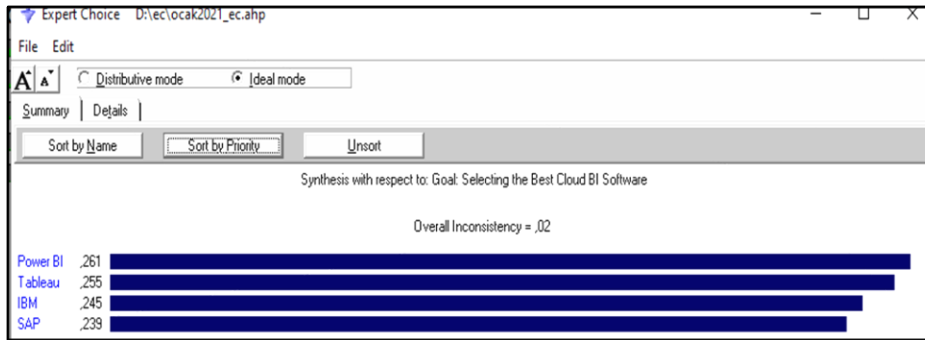 Expert Choice D:\ec\ocak2021_ec.ahp
File Edit
A A Distributive mode Ideal mode
Summary Details
Sort by Name Sort by Priority Unsort
Synthesis with respect to: Goal: Selecting the Best Cloud BI Software
Overall Inconsistency = ,02
Power BI ,261
Tableau ,255
IBM ,245
SAP ,239